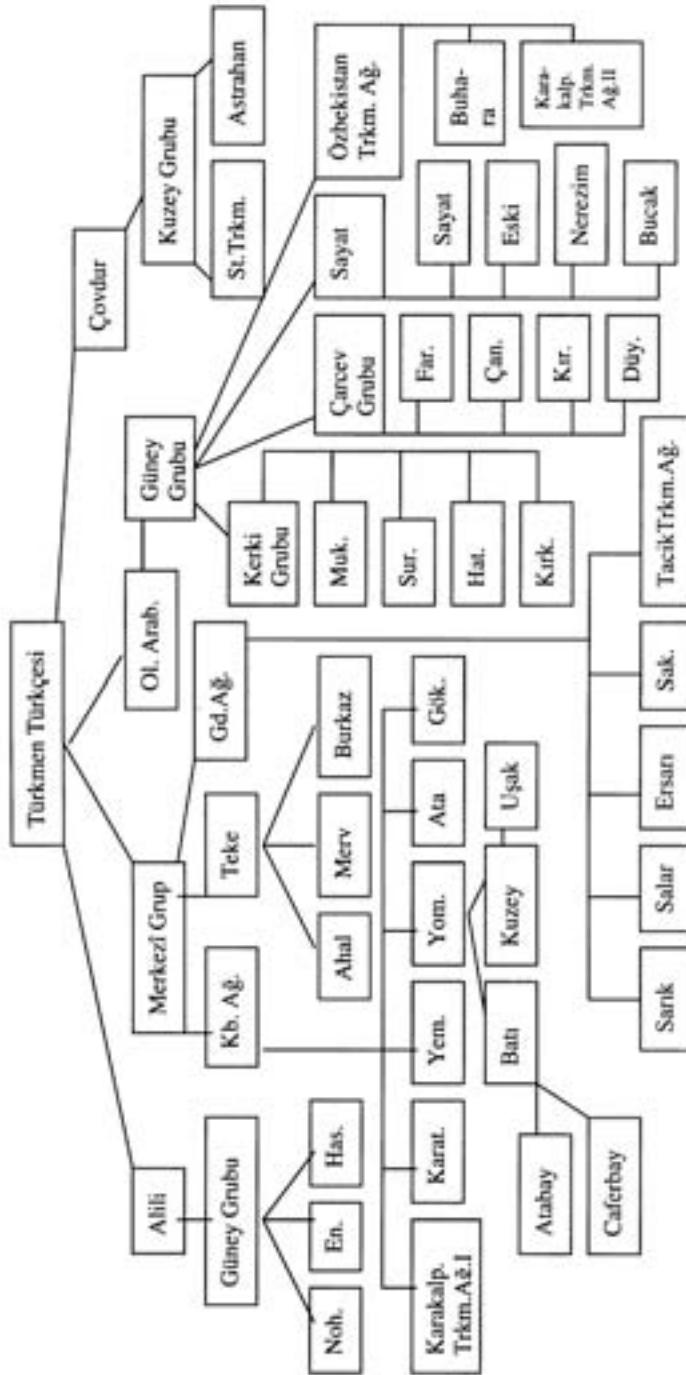 Türkmen Türkçesi
Alili
Merkezi Grup
Ol. Arab.
Çovdur
Güney Grubu
Kb. Ağ.
Teke
Gd.Ağ.
Güney
Grubu
Kuzey Grubu
Noh.
En.
Has.
Ahal
Merv
Burkaz
Kerki
Grubu
Çarcev
Grubu
Sayat
Özbekistan
Trkm. Ağ.
St.Trkm.
Astrahan
Muk.
Sur.
Hat.
Kırk.
Far.
Çan.
Kır.
Düy.
Sayat
Eski
Nerezim
Bucak
Buha-
ra
Kara-
kalp.
Trkm.
Ağ.II
Karakalp.
Trkm.Ağ.I
Karat.
Yem.
Yom.
Ata
Gök.
Batı
Kuzey
Uşak
Atabay
Caferbay
Sarık
Salar
Ersarı
Sak.
TacikTrkm.Ağ.